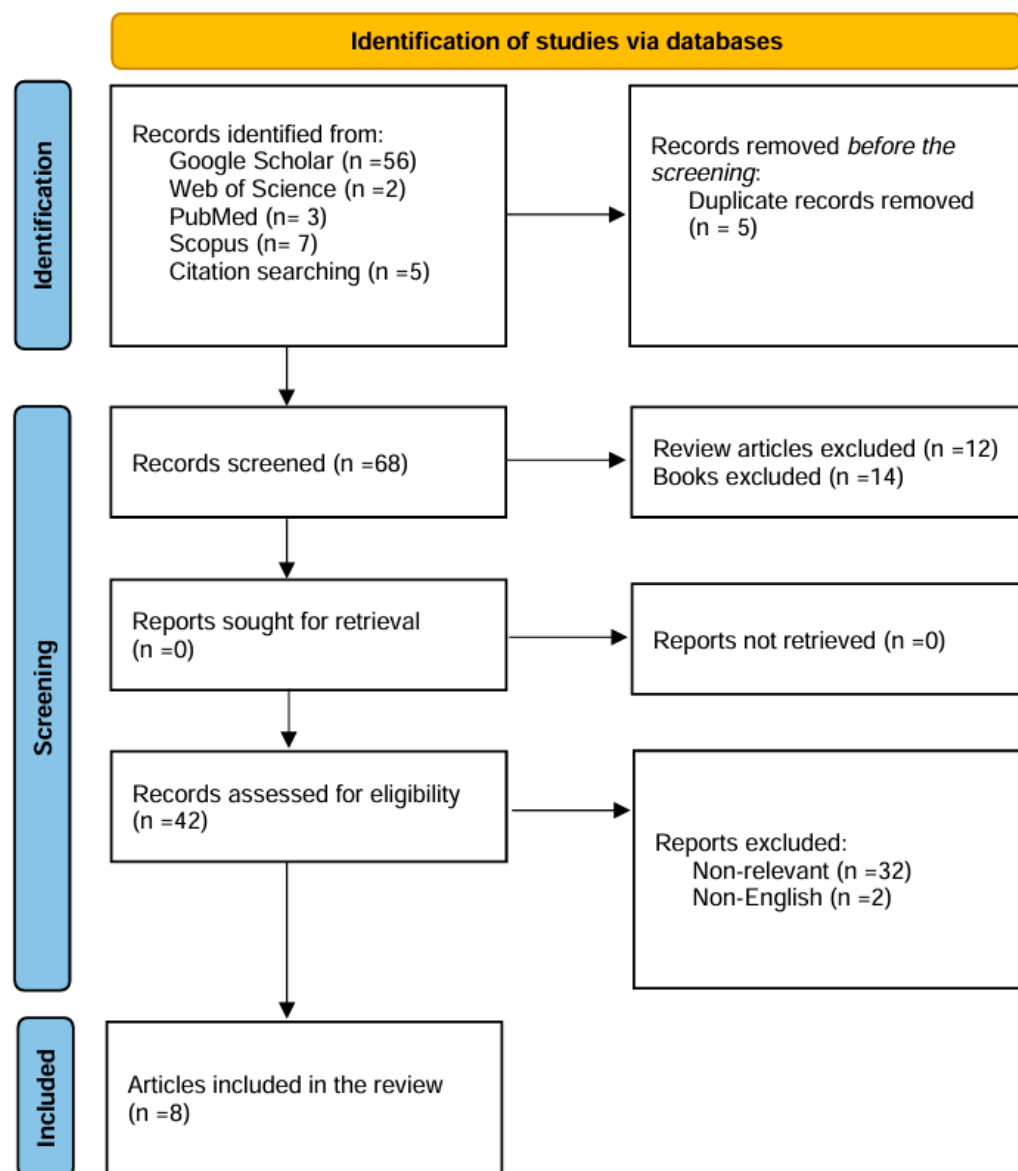 Identification of studies via databases
Identification
Records identified from:
Google Scholar (n =56)
Web of Science (n =2)
PubMed (n= 3)
Scopus (n= 7)
Citation searching (n =5)
Records removed before the
screening:
Duplicate records removed
(n = 5)
Screening
Records screened (n =68)
Review articles excluded (n =12)
Books excluded (n =14)
Reports sought for retrieval
(n =0)
Reports not retrieved (n =0)
Records assessed for eligibility
(n =42)
Reports excluded:
Non-relevant (n =32)
Non-English (n =2)
Included
Articles included in the review
(n =8)